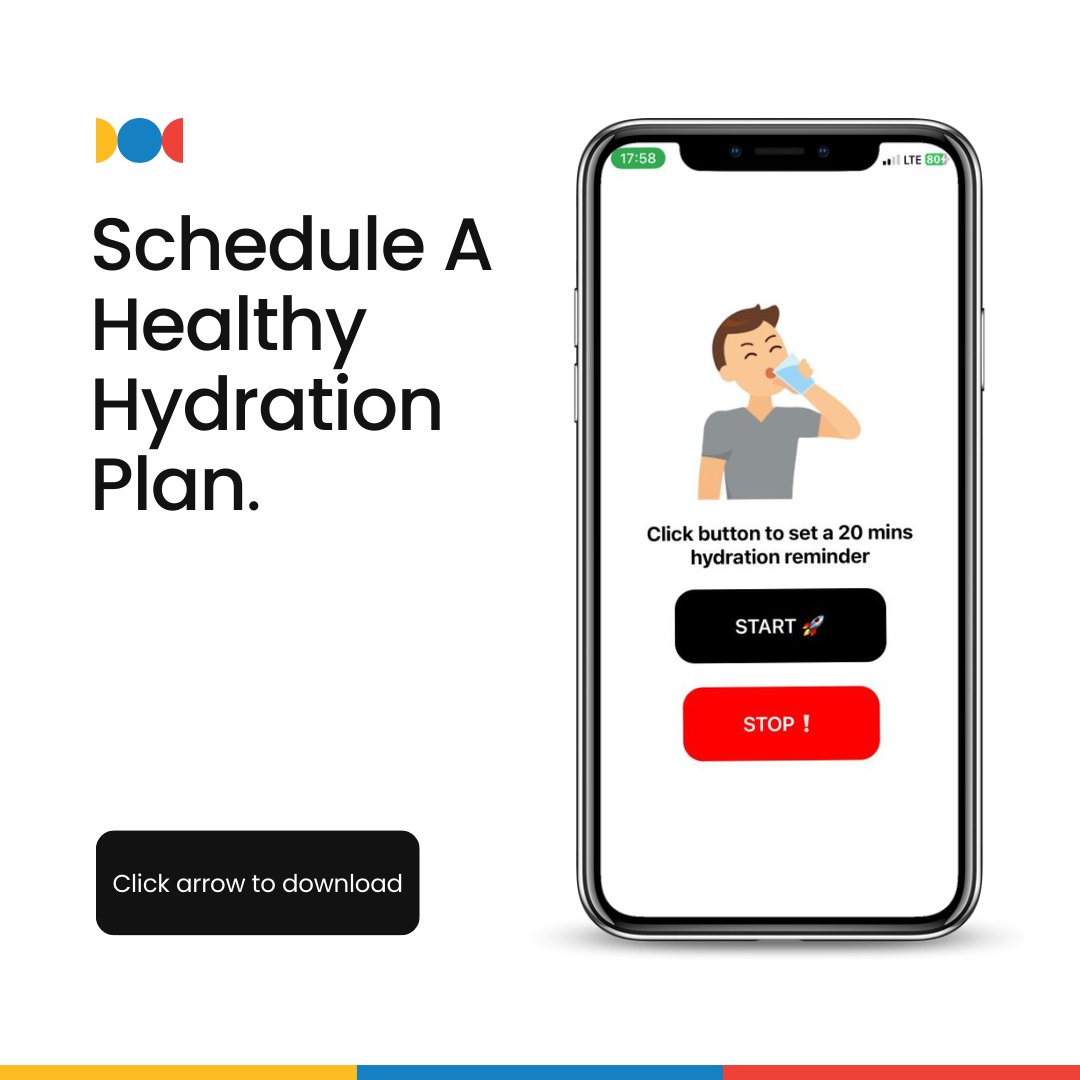 Schedule A
Healthy
Hydration
Plan.
Click arrow to download
17:58
LTE 80
Click button to set a 20 mins
hydration reminder
START 🚀
STOP ❕